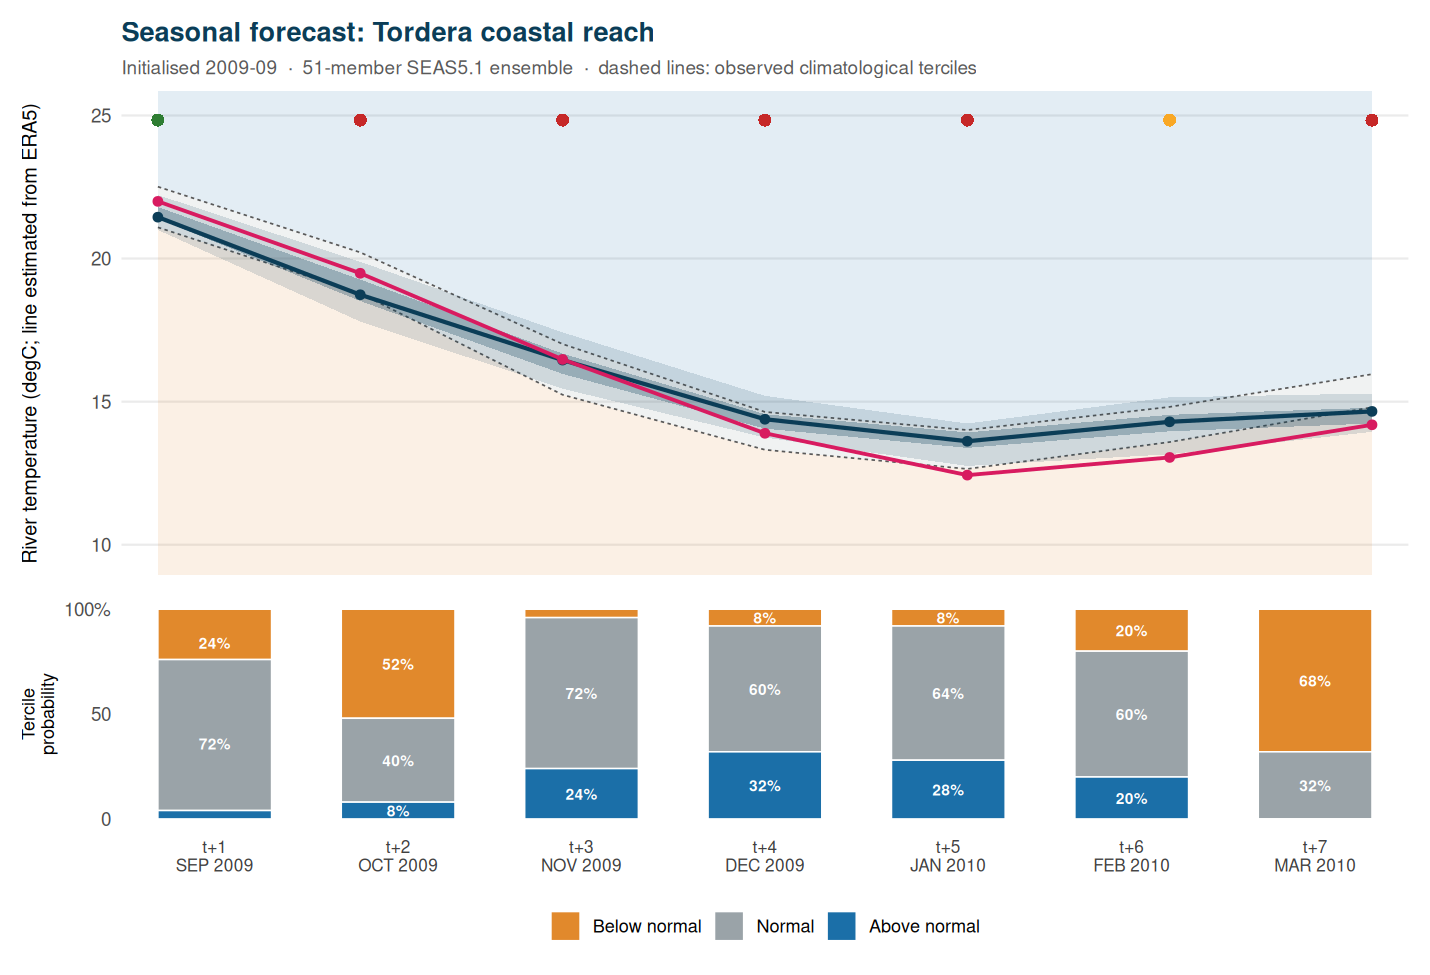 Seasonal forecast: Tordera coastal reach
Initialised 2009-09 · 51-member SEAS5.1 ensemble · dashed lines: observed climatological terciles
River temperature (degC; line estimated from ERA5)
25
20
15
10
Tercile
probability
100%
50
0
24%
72%
52%
40%
8%
72%
24%
8%
60%
32%
8%
64%
28%
20%
60%
20%
68%
32%
t+1
SEP 2009
t+2
OCT 2009
t+3
NOV 2009
t+4
DEC 2009
t+5
JAN 2010
t+6
FEB 2010
t+7
MAR 2010
Below normal
Normal
Above normal